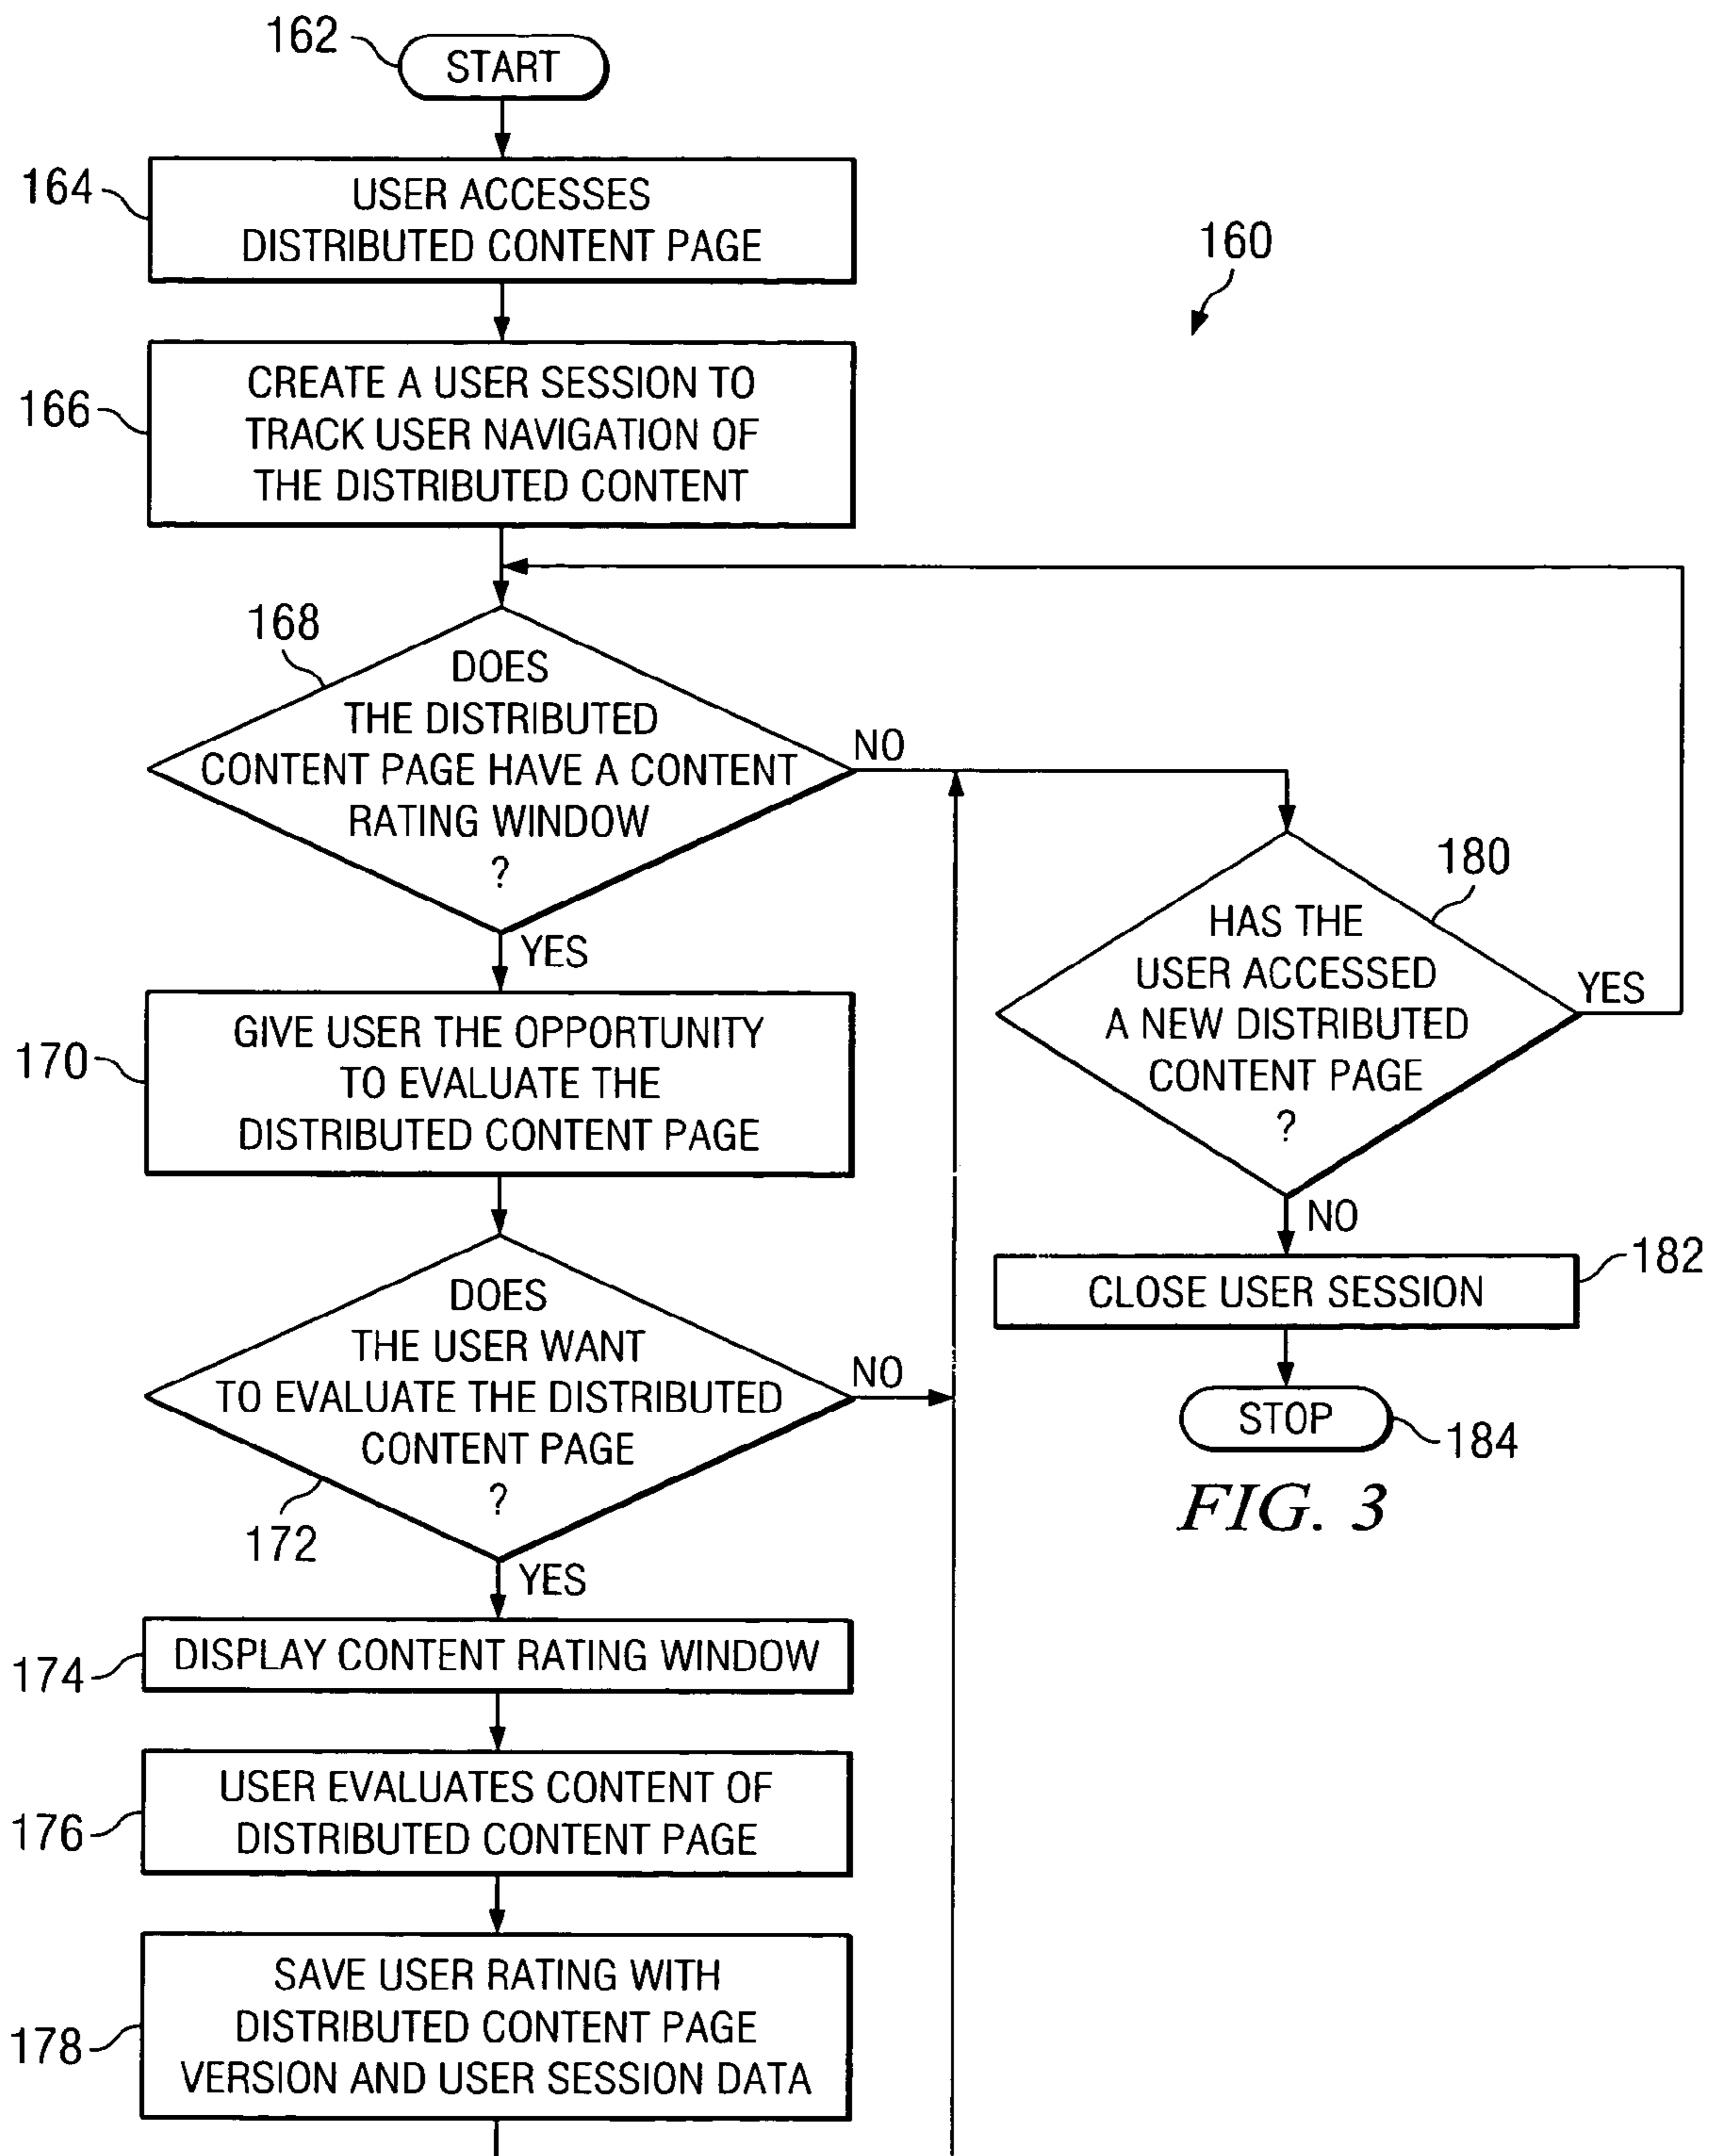 162
START
164
USER ACCESSES
DISTRIBUTED CONTENT PAGE
160
166
CREATE A USER SESSION TO
TRACK USER NAVIGATION OF
THE DISTRIBUTED CONTENT
168
DOES
THE DISTRIBUTED
CONTENT PAGE HAVE A CONTENT
RATING WINDOW
?
NO
YES
170
GIVE USER THE OPPORTUNITY
TO EVALUATE THE
DISTRIBUTED CONTENT PAGE
DOES
THE USER WANT
TO EVALUATE THE DISTRIBUTED
CONTENT PAGE
?
NO
172
YES
174
DISPLAY CONTENT RATING WINDOW
176
USER EVALUATES CONTENT OF
DISTRIBUTED CONTENT PAGE
178
SAVE USER RATING WITH
DISTRIBUTED CONTENT PAGE
VERSION AND USER SESSION DATA
180
HAS THE
USER ACCESSED
A NEW DISTRIBUTED
CONTENT PAGE
?
YES
NO
182
CLOSE USER SESSION
STOP
184
FIG. 3